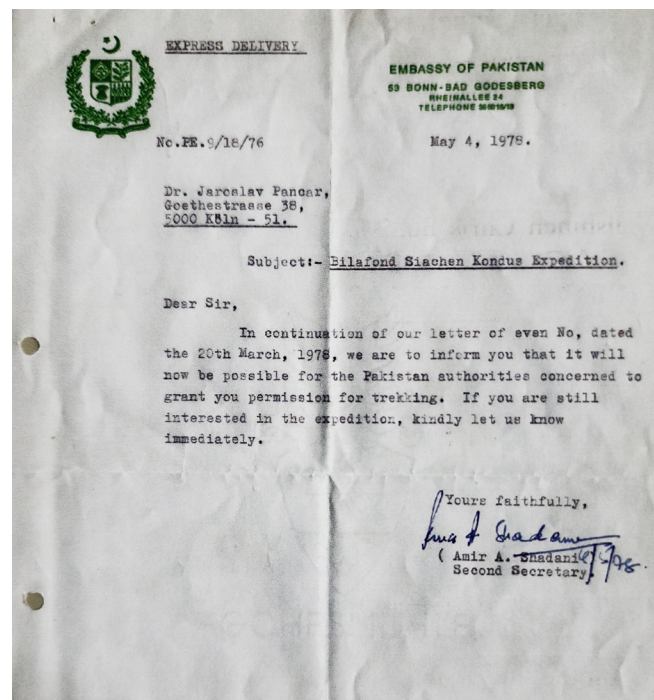 EXPRESS DELIVERY
EMBASSY OF PAKISTAN
53 BONN-BAD GODESBERG
RHEINALLEE 24
TELEPHONE
No.PE.9/18/76
May 4, 1978.
Dr. Jaroslav Pancar,
Goethestrasse 38,
5000 Köln - 51.
Subject:- Bilafond Siachen Kondus Expedition.
Dear Sir,
In continuation of our letter of even No, dated
the 20th March, 1978, we are to inform you that it will
now be possible for the Pakistan authorities concerned to
grant you permission for trekking. If you are still
interested in the expedition, kindly let us know
immediately.
Yours faithfully,
( Amir A. Shadani
Second Secretary